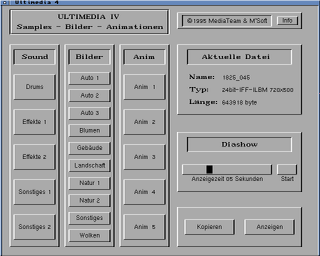 Ultimedia 4
ULTIMEDIA IV
Samples - Bilder - Animationen
© 1995 MediaTeam & M'Soft
Info
Sound
Drums
Effekte 1
Effekte 2
Sonstiges 1
Sonstiges 2
Bilder
Auto 1
Auto 2
Auto 3
Blumen
Gebäude
Landschaft
Natur 1
Natur 2
Sonstiges
Wolken
Anim
Anim 1
Anim 2
Anim 3
Anim 4
Anim 5
Aktuelle Datei
Name: 1825_045
Typ: 24Bit-IFF-ILBM 720x500
Länge: 643918 byte
Diashow
Anzeigezeit 05 Sekunden
Start
Kopieren
Anzeigen